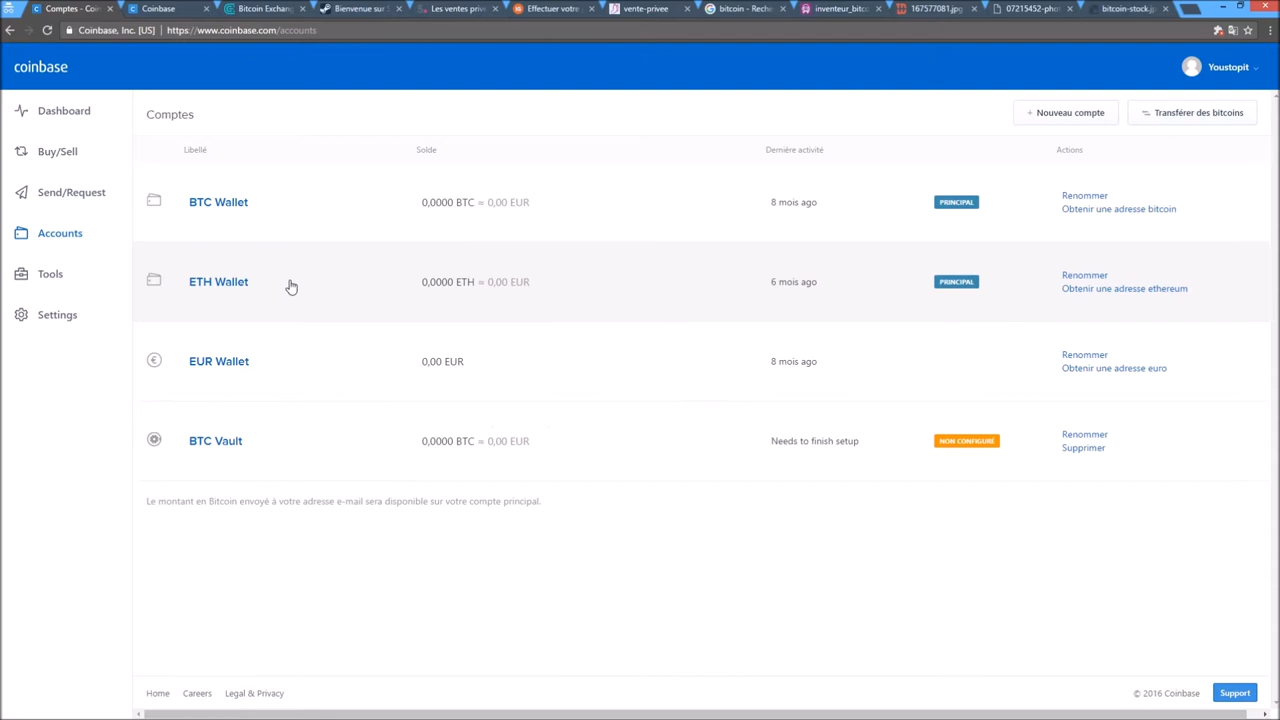 Comptes - Coin
Coinbase
Bitcoin Exchang
Bienvenue sur S
Les ventes privé
Effectuer votre
vente-privee
bitcoin - Reche
inventeur_bitco
167577081.jpg
07215452-phot
bitcoin-stock.jp
Coinbase, Inc. [US] https://www.coinbase.com/accounts
coinbase
Youstopit
Dashboard
Buy/Sell
Send/Request
Accounts
Tools
Settings
Comptes
+ Nouveau compte
Transférer des bitcoins
Libellé Solde Dernière activité Actions
BTC Wallet 0,0000 BTC = 0,00 EUR 8 mois ago PRINCIPAL Renommer
Obtenir une adresse bitcoin
ETH Wallet 0,0000 ETH = 0,00 EUR 6 mois ago PRINCIPAL Renommer
Obtenir une adresse ethereum
€ EUR Wallet 0,00 EUR 8 mois ago Renommer
Obtenir une adresse euro
BTC Vault 0,0000 BTC = 0,00 EUR Needs to finish setup NON CONFIGURÉ Renommer
Supprimer
Le montant en Bitcoin envoyé à votre adresse e-mail sera disponible sur votre compte principal.
Home Careers Legal & Privacy © 2016 Coinbase Support